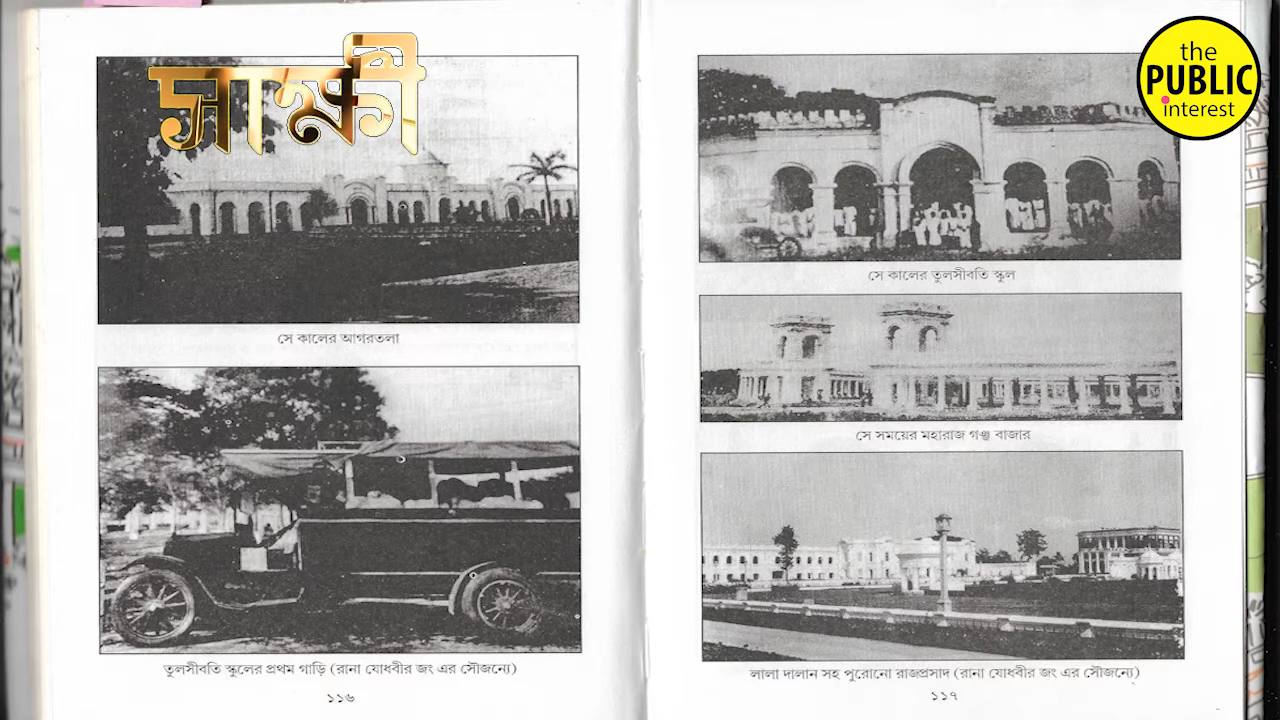 সাক্ষী
the
PUBLIC
interest
সে কালের আগরতলা
তুলসীবতি স্কুলের প্রথম গাড়ি (রানা যোধবীর জং এর সৌজন্যে)
১১৬
সে কালের তুলসীবতি স্কুল
সে সময়ের মহারাজ গঞ্জ বাজার
লালা দালান সহ পুরোনো রাজপ্রসাদ (রানা যোধবীর জং এর সৌজন্যে)
১১৭